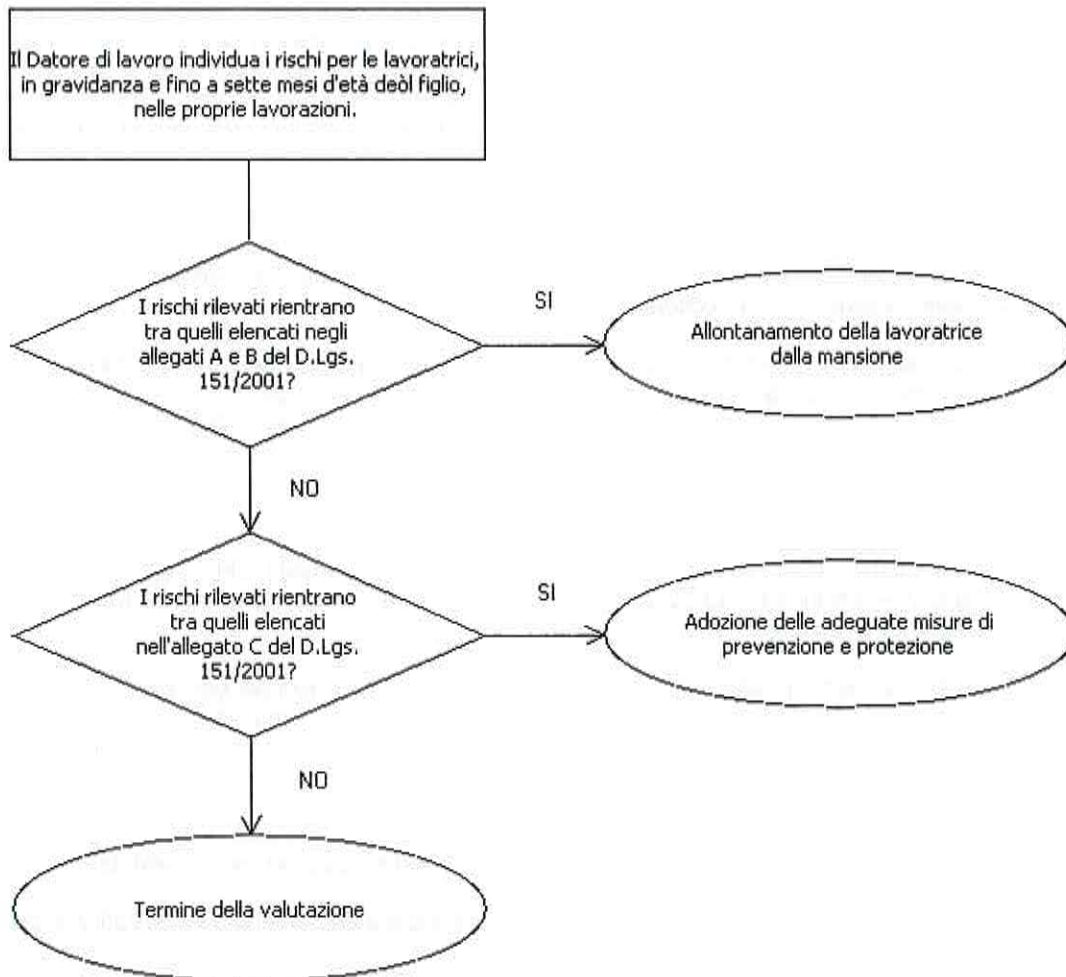 Il Datore di lavoro individua i rischi per le lavoratrici,
in gravidanza e fino a sette mesi d'età deòl figlio,
nelle proprie lavorazioni.
I rischi rilevati rientrano
tra quelli elencati negli
allegati A e B del D.Lgs.
151/2001?
SI
Allontanamento della lavoratrice
dalla mansione
NO
I rischi rilevati rientrano
tra quelli elencati
nell'allegato C del D.Lgs.
151/2001?
SI
Adozione delle adeguate misure di
prevenzione e protezione
NO
Termine della valutazione